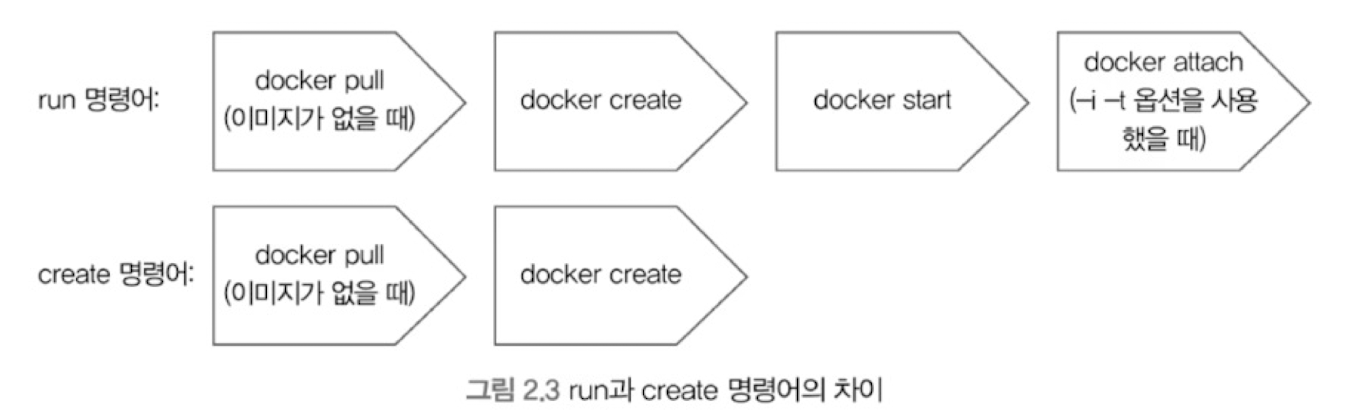 run 명령어:
docker pull
(이미지가 없을 때)
docker create
docker start
docker attach
(-i -t 옵션을 사용
했을 때)
create 명령어:
docker pull
(이미지가 없을 때)
docker create
그림 2.3 run과 create 명령어의 차이